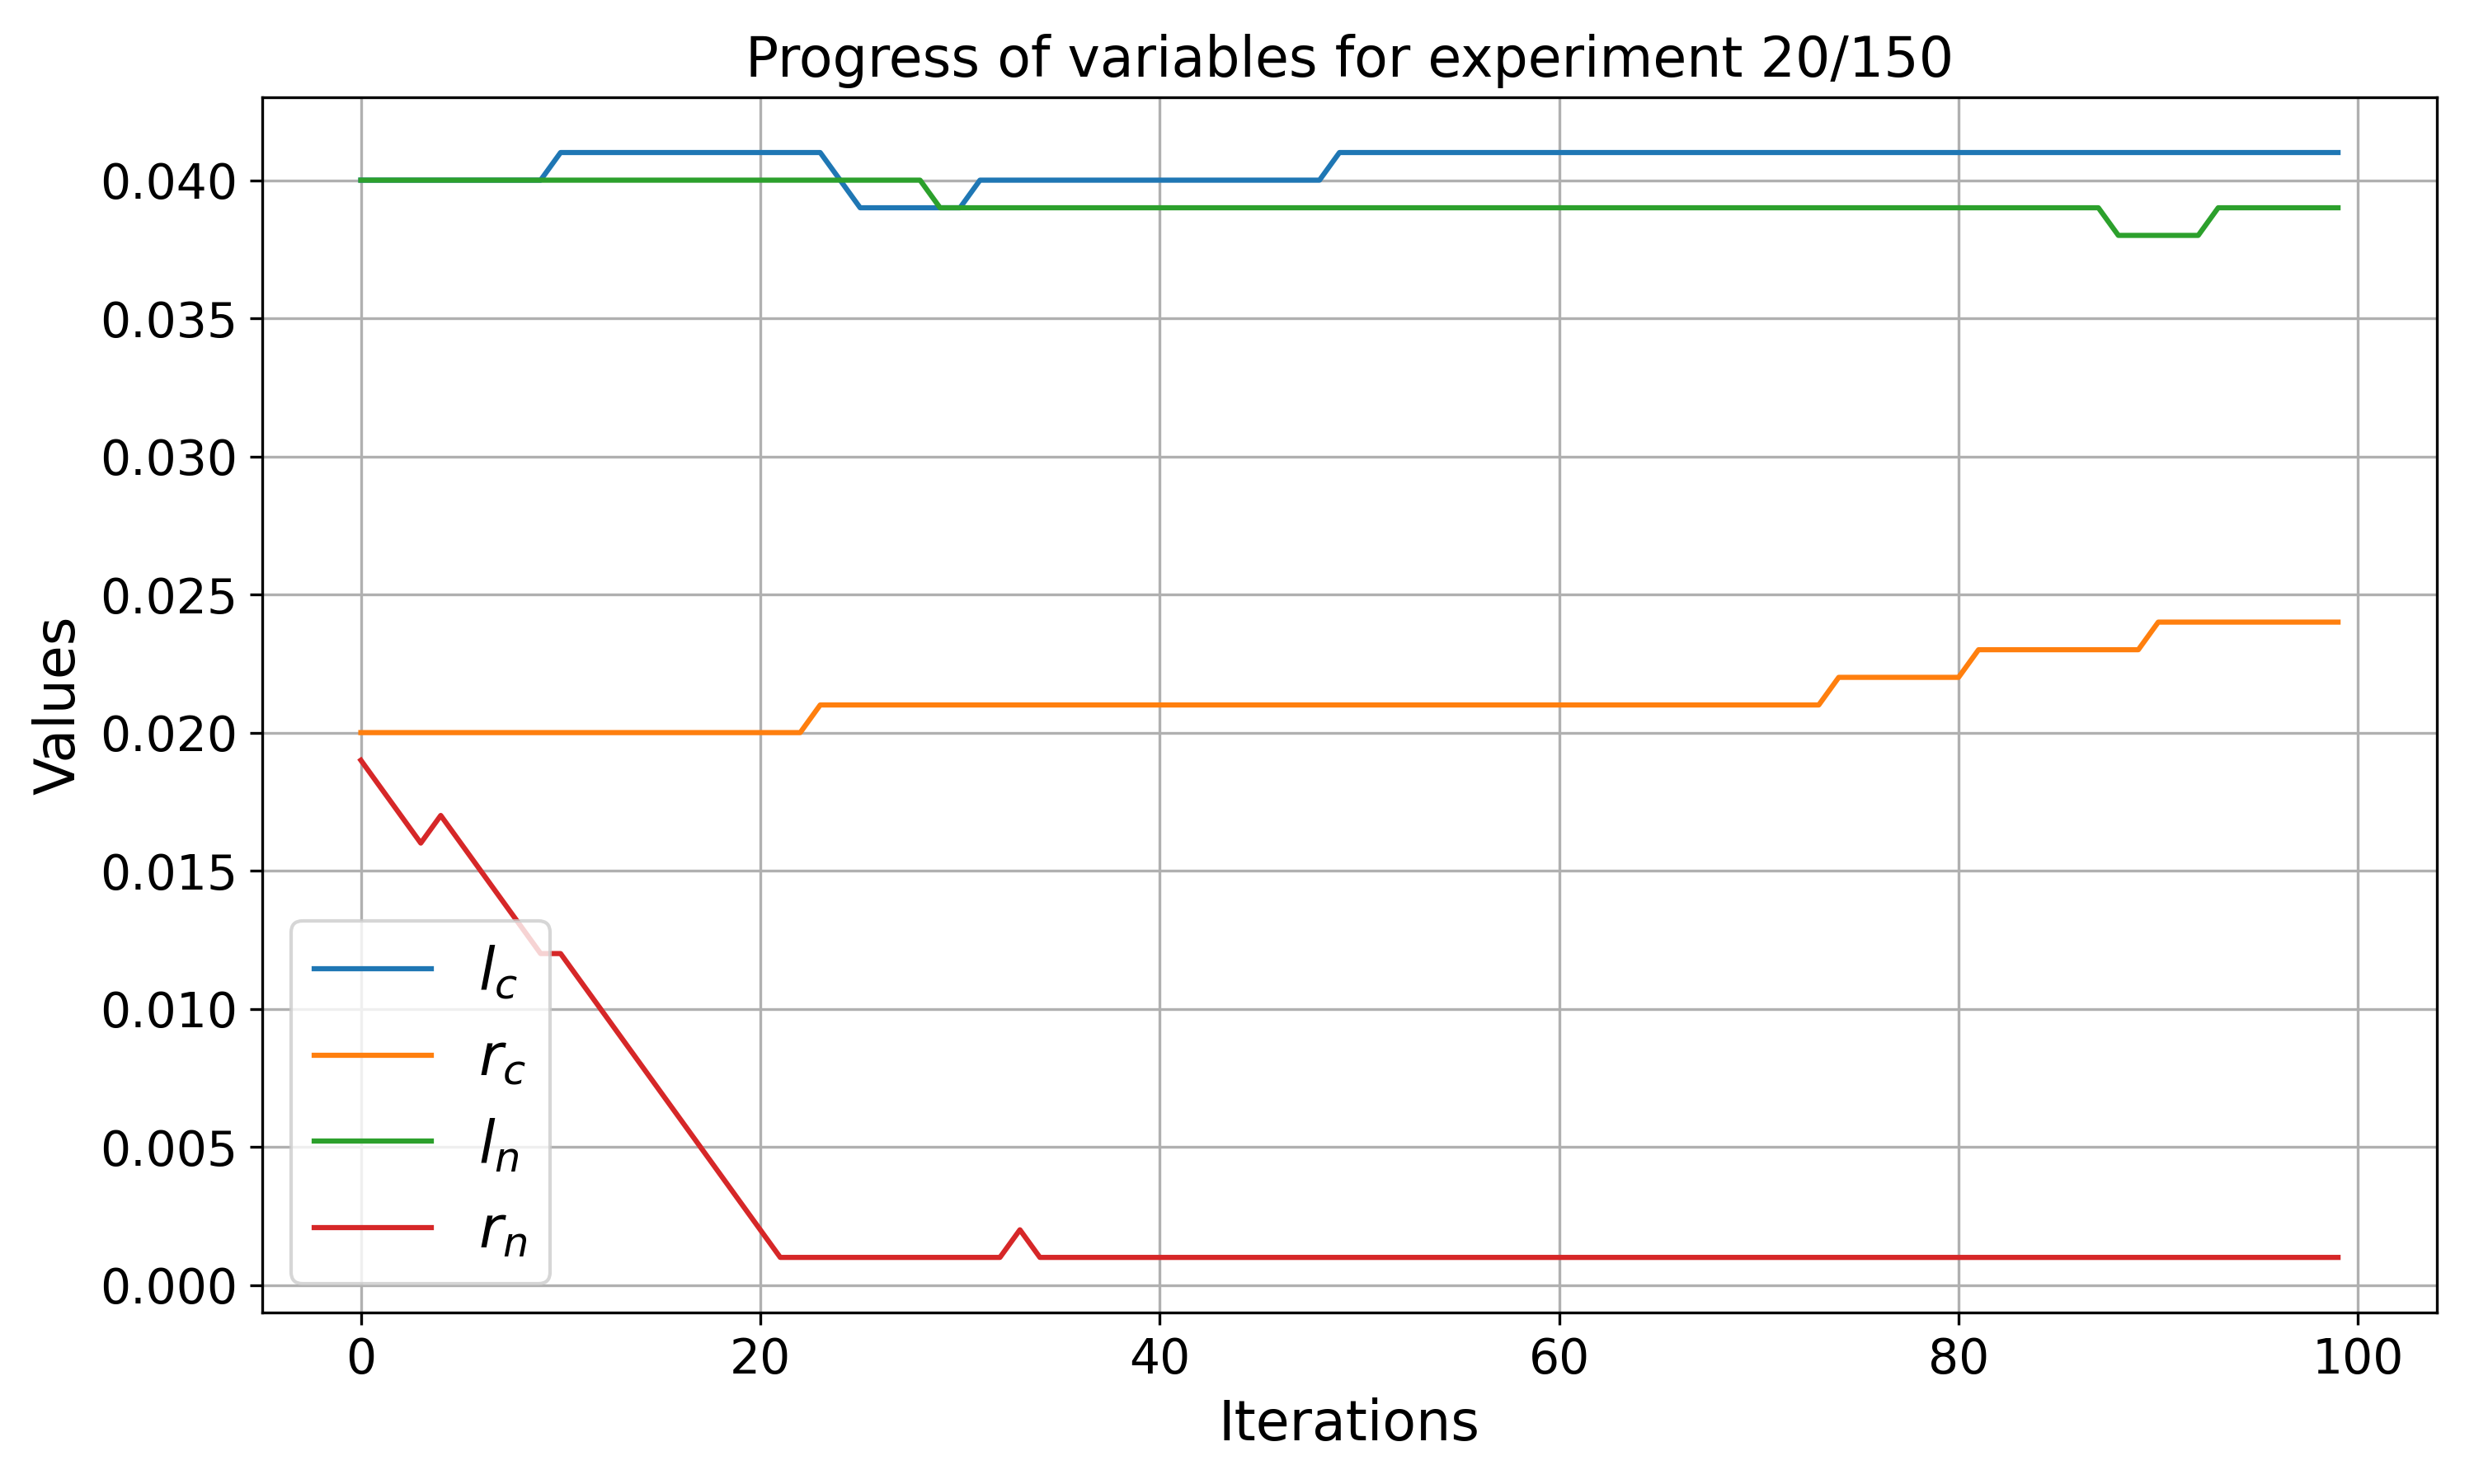 Progress of variables for experiment 20/150
0.040
0.035
0.030
0.025
0.020
0.015
0.010
0.005
0.000
Values
l_c
r_c
l_n
r_n
0 20 40 60 80 100
Iterations